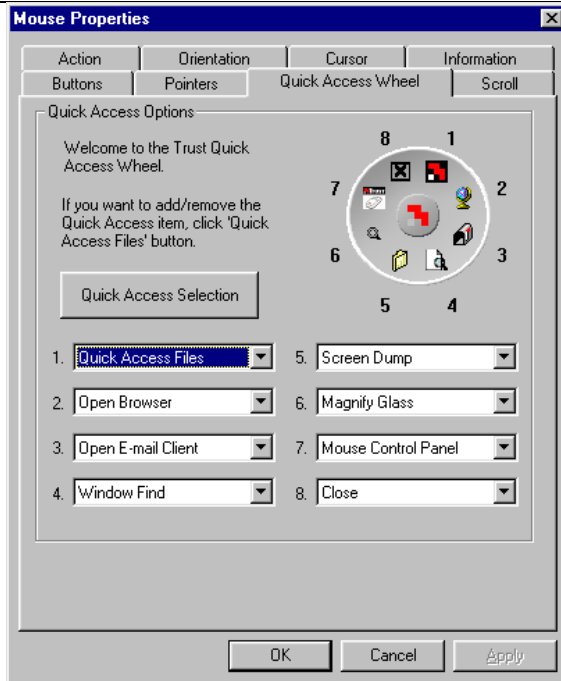 Mouse Properties
Action Orientation Cursor Information
Buttons Pointers Quick Access Wheel Scroll
Quick Access Options
Welcome to the Trust Quick
Access Wheel.
If you want to add/remove the
Quick Access item, click 'Quick
Access Files' button.
Quick Access Selection
8 1
7 2
6 3
5 4
1. Quick Access Files 5. Screen Dump
2. Open Browser 6. Magnify Glass
3. Open E-mail Client 7. Mouse Control Panel
4. Window Find 8. Close
OK Cancel Apply